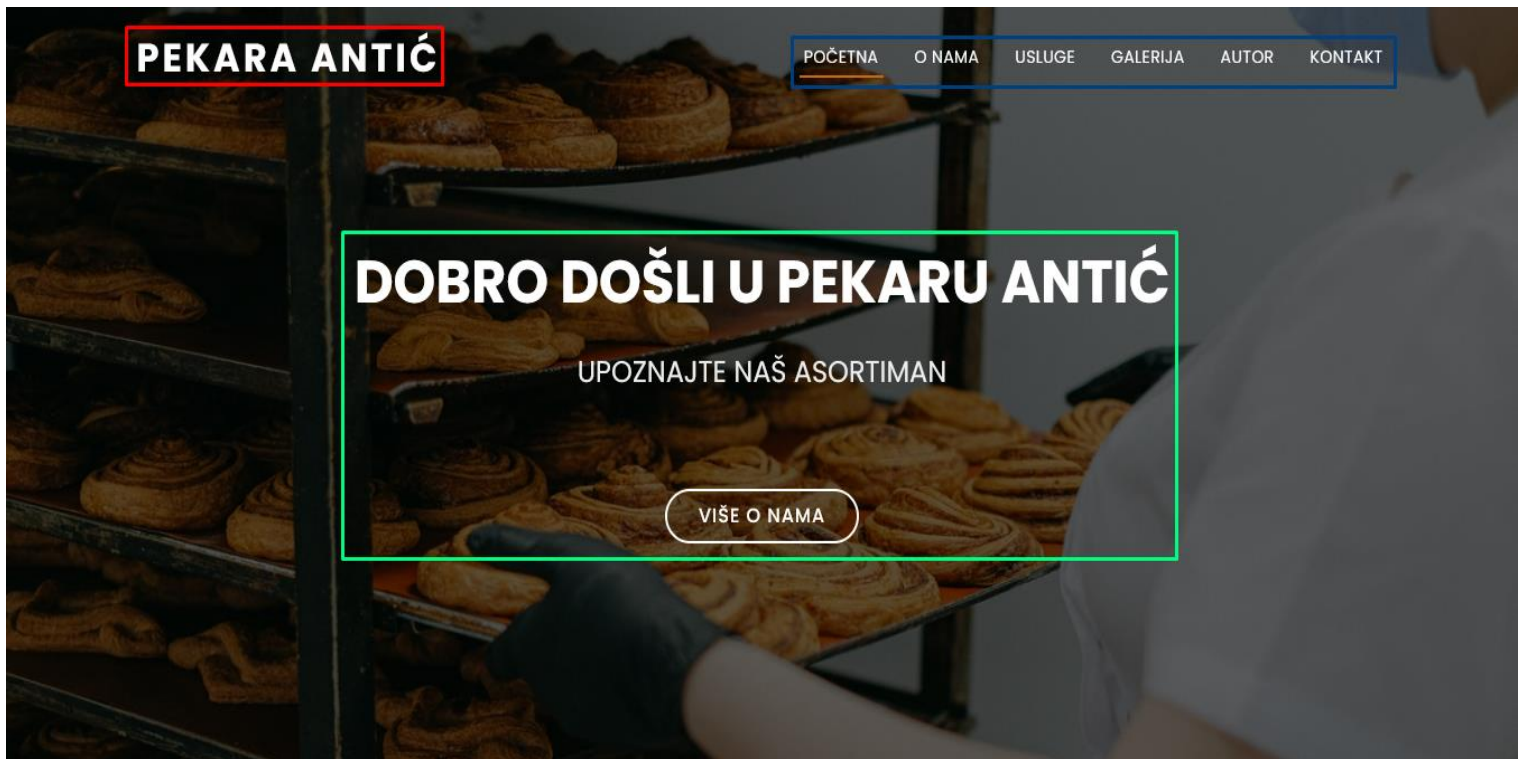 PEKARA ANTIĆ
POČETNA O NAMA USLUGE GALERIJA AUTOR KONTAKT
DOBRO DOŠLI U PEKARU ANTIĆ
UPOZNAJTE NAŠ ASORTIMAN
VIŠE O NAMA